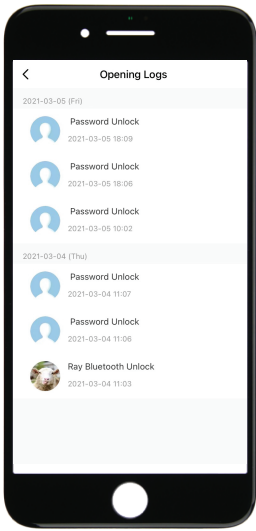 Opening Logs
2021-03-05 (Fri)
Password Unlock
2021-03-05 18:09
Password Unlock
2021-03-05 18:06
Password Unlock
2021-03-05 10:02
2021-03-04 (Thu)
Password Unlock
2021-03-04 11:07
Password Unlock
2021-03-04 11:06
Ray Bluetooth Unlock
2021-03-04 11:03